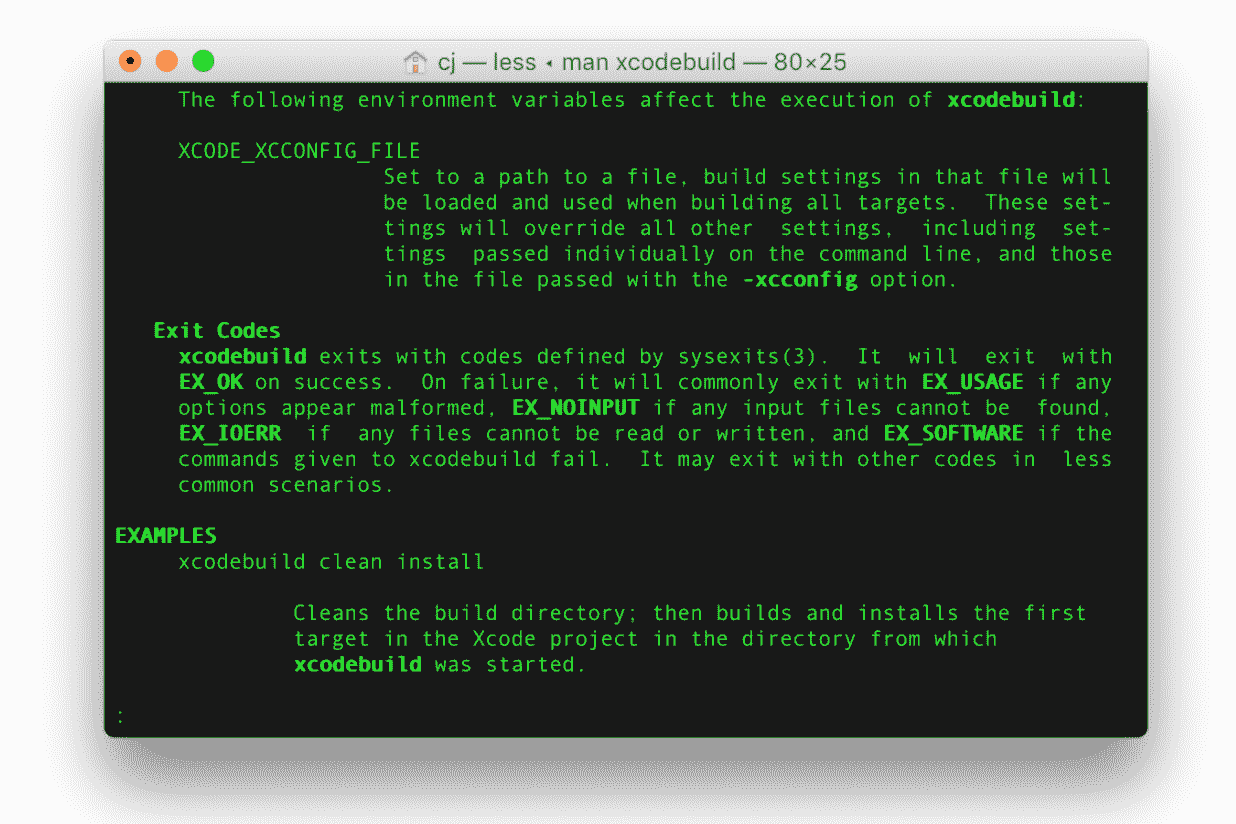 cj — less ◂ man xcodebuild — 80×25
The following environment variables affect the execution of xcodebuild:
XCODE_XCCONFIG_FILE
Set to a path to a file, build settings in that file will
be loaded and used when building all targets.  These set-
tings will override all other  settings,  including  set-
tings  passed individually on the command line, and those
in the file passed with the -xcconfig option.
Exit Codes
xcodebuild exits with codes defined by sysexits(3).  It  will  exit  with
EX_OK on success.  On failure, it will commonly exit with EX_USAGE if any
options appear malformed, EX_NOINPUT if any input files cannot be  found,
EX_IOERR  if  any files cannot be read or written, and EX_SOFTWARE if the
commands given to xcodebuild fail.  It may exit with other codes in  less
common scenarios.
EXAMPLES
xcodebuild clean install
Cleans the build directory; then builds and installs the first
target in the Xcode project in the directory from which
xcodebuild was started.
: